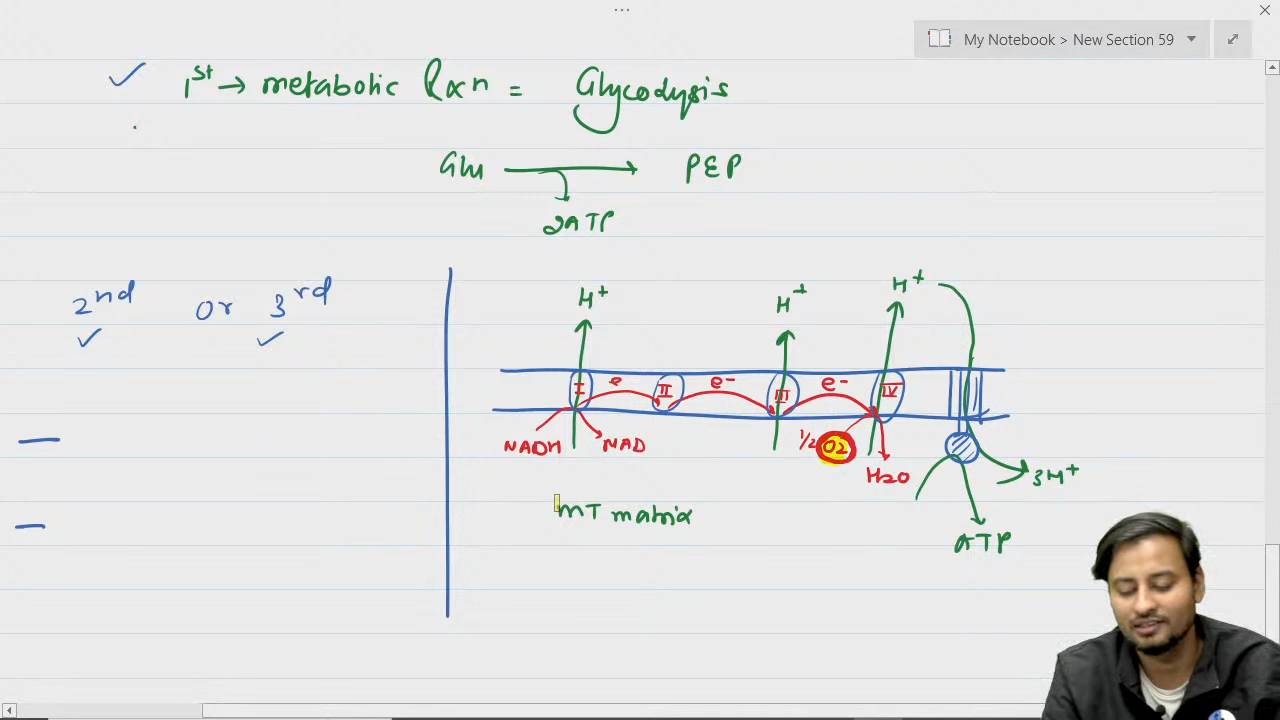 My Notebook > New Section 59
1st → metabolic Rxn = Glycolysis
Glu → PEP
2ATP
2nd or 3rd
H+ H+ H+
I e II e- III e- IV
NADH NAD 1/2 O2
H2O 3H+
MT matrix
ATP